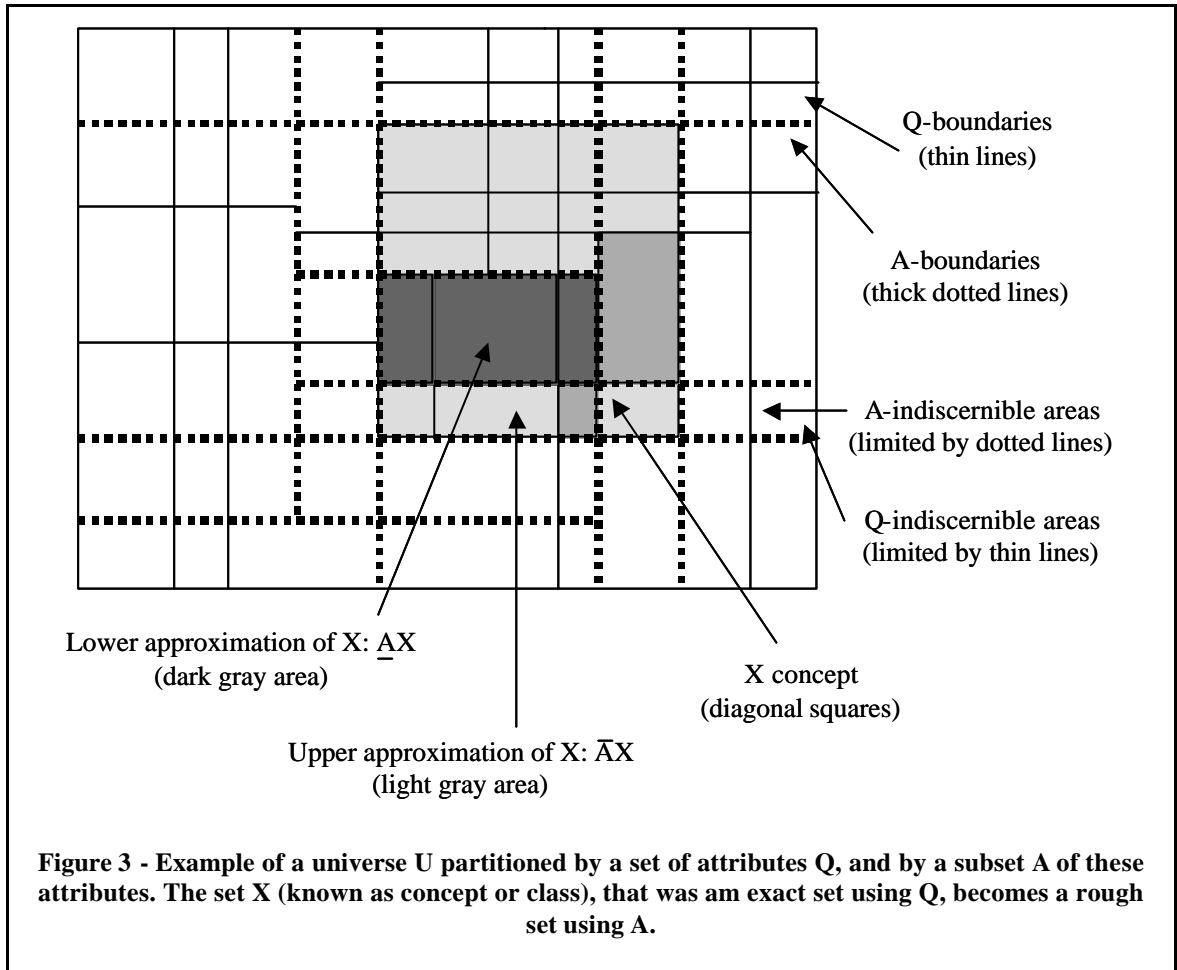 Q-boundaries
(thin lines)
A-boundaries
(thick dotted lines)
A-indiscernible areas
(limited by dotted lines)
Q-indiscernible areas
(limited by thin lines)
Lower approximation of X: A̲X
(dark gray area)
X concept
(diagonal squares)
Upper approximation of X: A̅X
(light gray area)
Figure 3 - Example of a universe U partitioned by a set of attributes Q, and by a subset A of these
attributes. The set X (known as concept or class), that was am exact set using Q, becomes a rough
set using A.